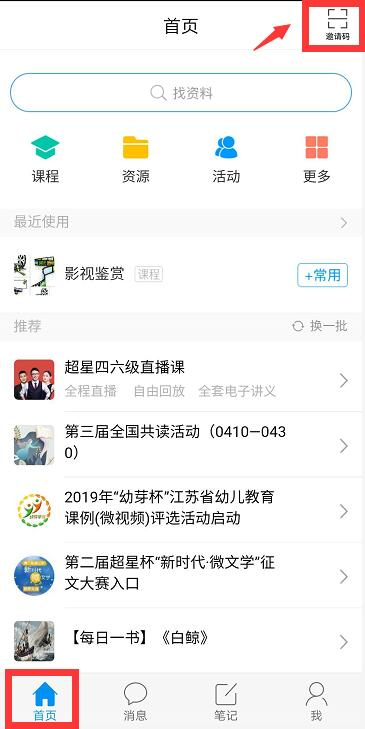 首页
邀请码
找资料
课程
资源
活动
更多
最近使用
影视鉴赏 课程
+常用
推荐
换一批
超星四六级直播课
全程直播 自由回放 全套电子讲义
第三届全国共读活动（0410—043
0）
2019年“幼芽杯”江苏省幼儿教育
课例(微视频)评选活动启动
第二届超星杯“新时代·微文学”征
文大赛入口
【每日一书】《白鲸》
首页
消息
笔记
我